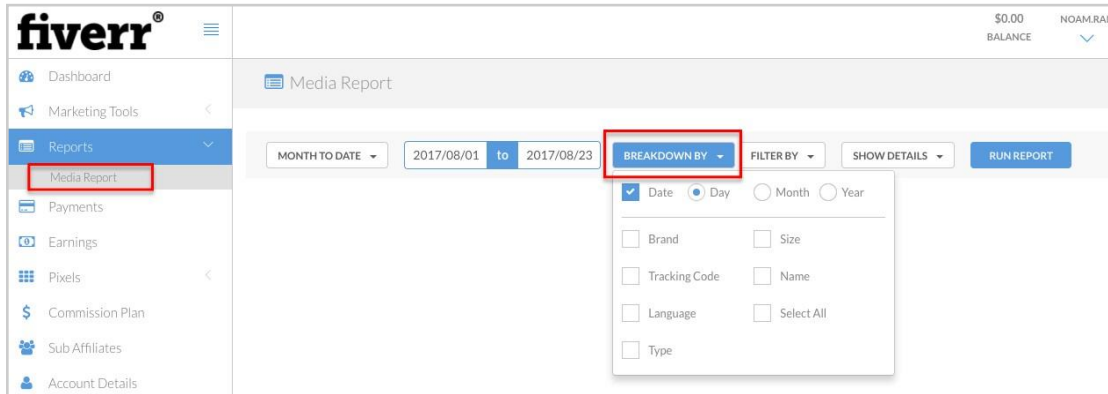 fiverr®
$0.00
BALANCE
NOAM.RA
Dashboard
Marketing Tools
Reports
Media Report
Payments
Earnings
Pixels
Commission Plan
Sub Affiliates
Account Details
Media Report
MONTH TO DATE 2017/08/01 to 2017/08/23 BREAKDOWN BY FILTER BY SHOW DETAILS RUN REPORT
Date Day Month Year
Brand Size
Tracking Code Name
Language Select All
Type